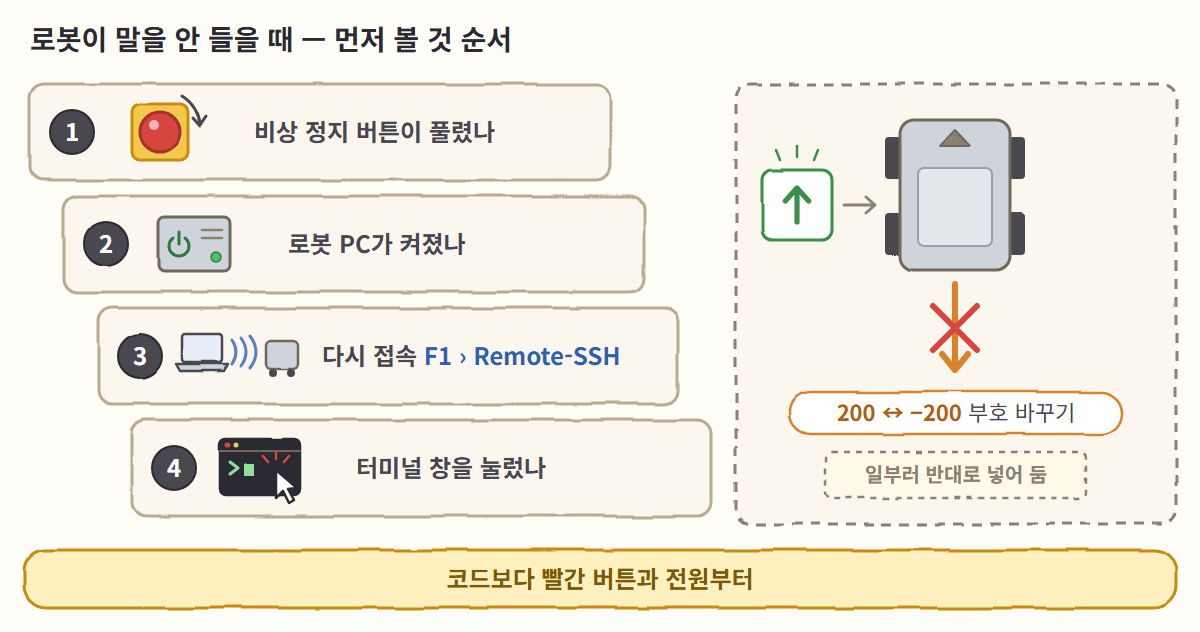 로봇이 말을 안 들을 때 — 먼저 볼 것 순서
1 비상 정지 버튼이 풀렸나
2 로봇 PC가 켜졌나
3 다시 접속 F1 › Remote-SSH
4 터미널 창을 눌렀나
200 ↔ −200 부호 바꾸기
일부러 반대로 넣어 둠
코드보다 빨간 버튼과 전원부터